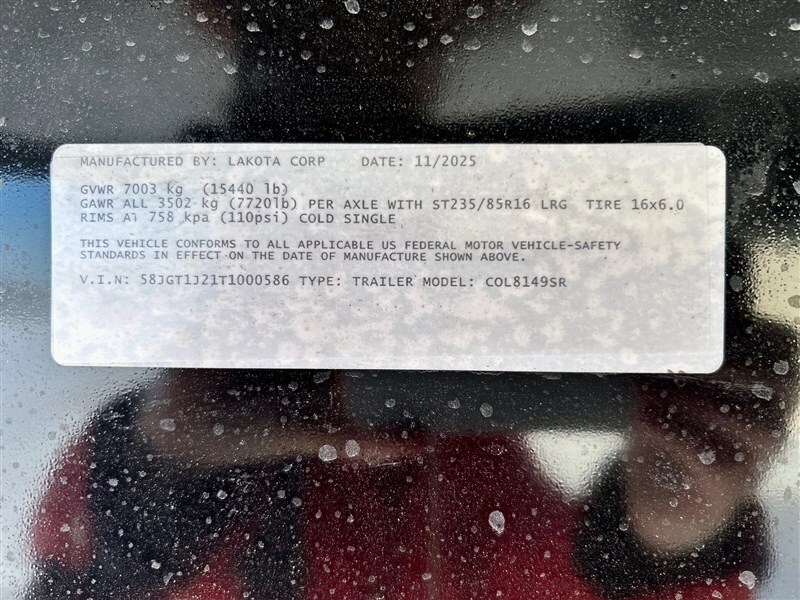 MANUFACTURED BY: LAKOTA CORP DATE: 11/2025
GVWR 7003 kg (15440 lb)
GAWR ALL 3502 kg (7720lb) PER AXLE WITH ST235/85R16 LRG TIRE 16x6.0
RIMS AT 758 kpa (110psi) COLD SINGLE
THIS VEHICLE CONFORMS TO ALL APPLICABLE US FEDERAL MOTOR VEHICLE-SAFETY
STANDARDS IN EFFECT ON THE DATE OF MANUFACTURE SHOWN ABOVE.
V.I.N: 58JGT1J21T1000586 TYPE: TRAILER MODEL: COL8149SR